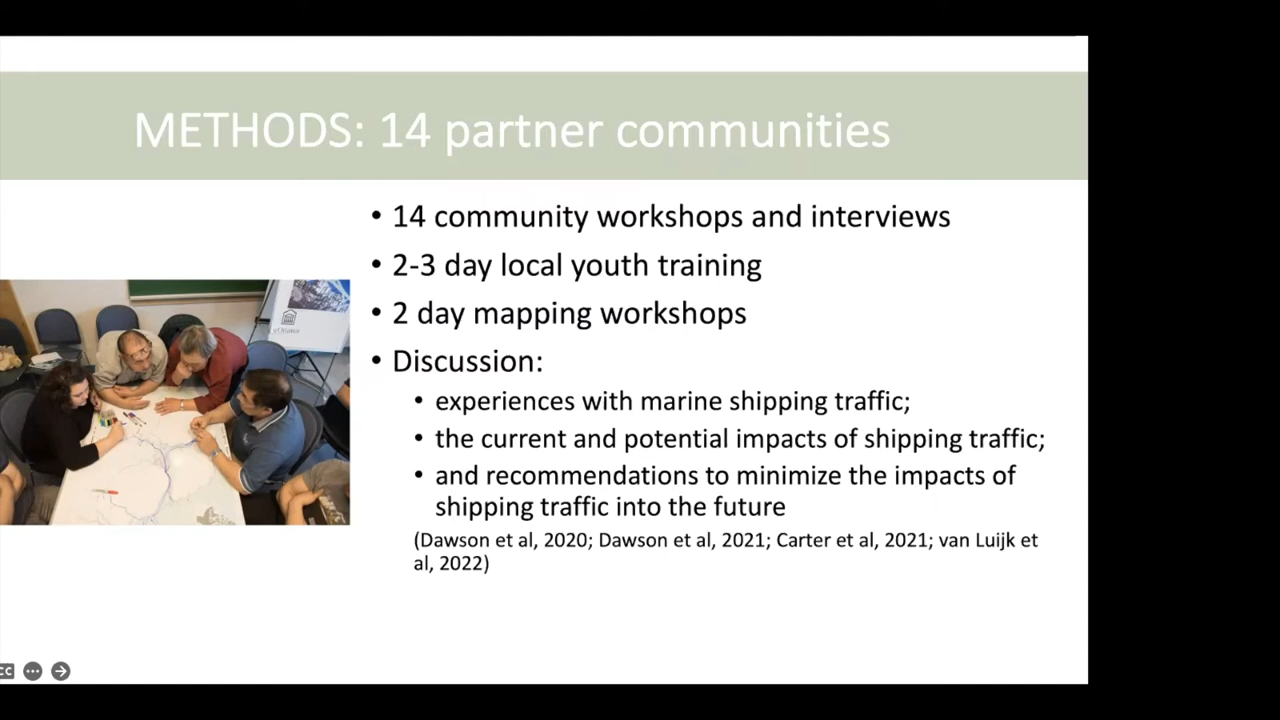 METHODS: 14 partner communities
• 14 community workshops and interviews
• 2-3 day local youth training
• 2 day mapping workshops
• Discussion:
• experiences with marine shipping traffic;
• the current and potential impacts of shipping traffic;
• and recommendations to minimize the impacts of
shipping traffic into the future
(Dawson et al, 2020; Dawson et al, 2021; Carter et al, 2021; van Luijk et
al, 2022)
uOttawa
CC